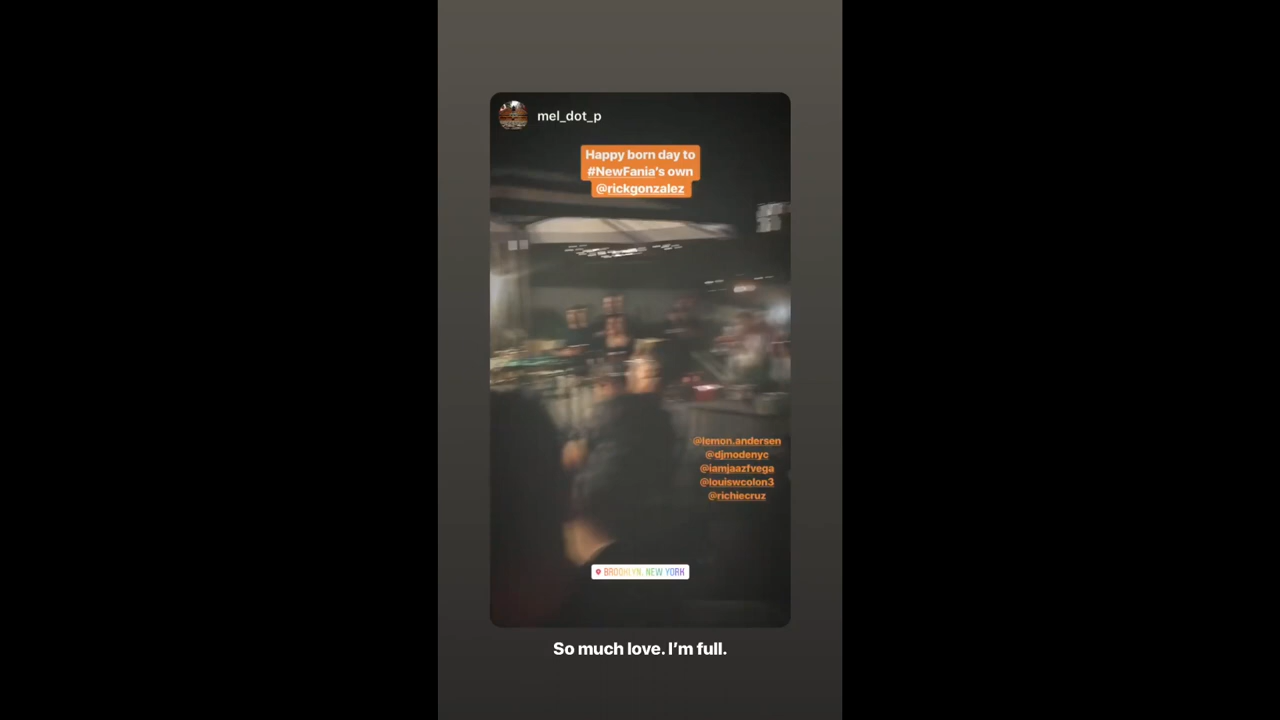 mel_dot_p
Happy born day to
#NewFania's own
@rickgonzalez
@lemon.andersen
@djmodenyc
@iamjaazfvega
@louiswcolon3
@richiecruz
BROOKLYN, NEW YORK
So much love. I'm full.